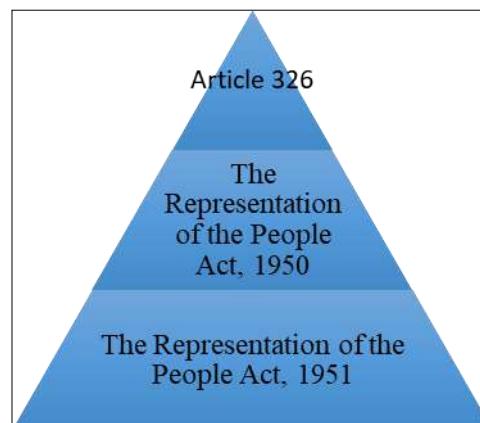 Article 326
The
Representation
of the People
Act, 1950
The Representation of the
People Act, 1951